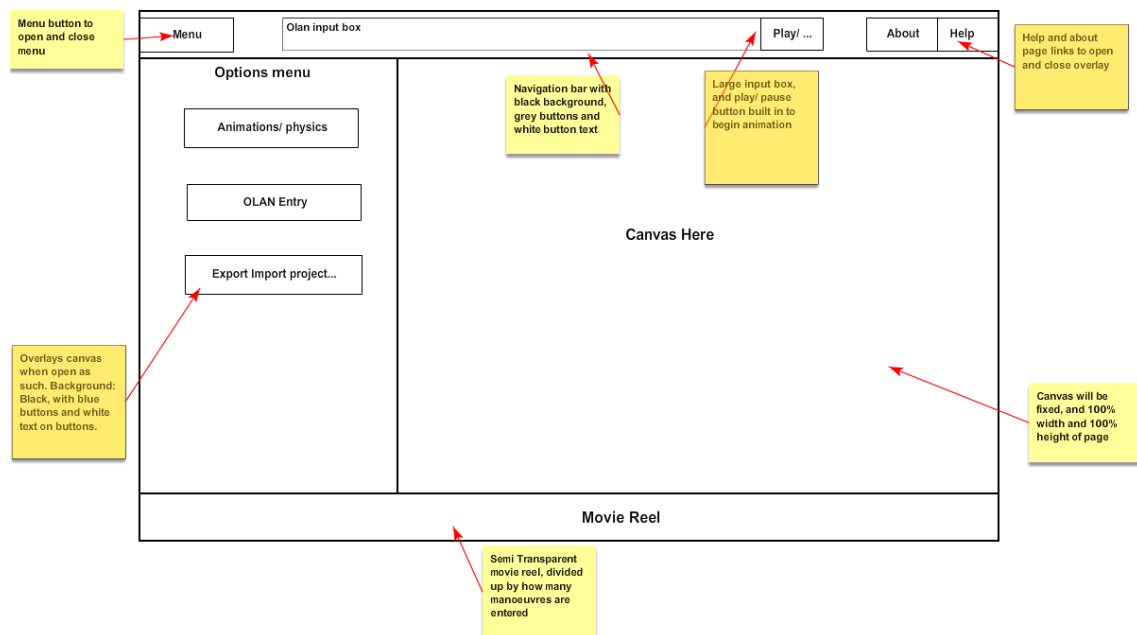 Menu button to
open and close
menu
Menu
Olan input box
Play/ ...
About
Help
Help and about
page links to open
and close overlay
Options menu
Navigation bar with
black background,
grey buttons and
white button text
Large input box,
and play/ pause
button built in to
begin animation
Animations/ physics
OLAN Entry
Canvas Here
Export Import project...
Overlays canvas
when open as
such. Background:
Black, with blue
buttons and white
text on buttons.
Canvas will be
fixed, and 100%
width and 100%
height of page
Movie Reel
Semi Transparent
movie reel, divided
up by how many
manoeuvres are
entered